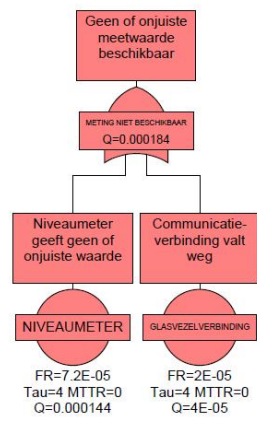 Geen of onjuiste
meetwaarde
beschikbaar
METING NIET BESCHIKBAAR
Q=0.000184
Niveaumeter
geeft geen of
onjuiste waarde
Communicatie-
verbinding valt
weg
NIVEAUMETER
GLASVEZELVERBINDING
FR=7.2E-05
Tau=4 MTTR=0
Q=0.000144
FR=2E-05
Tau=4 MTTR=0
Q=4E-05